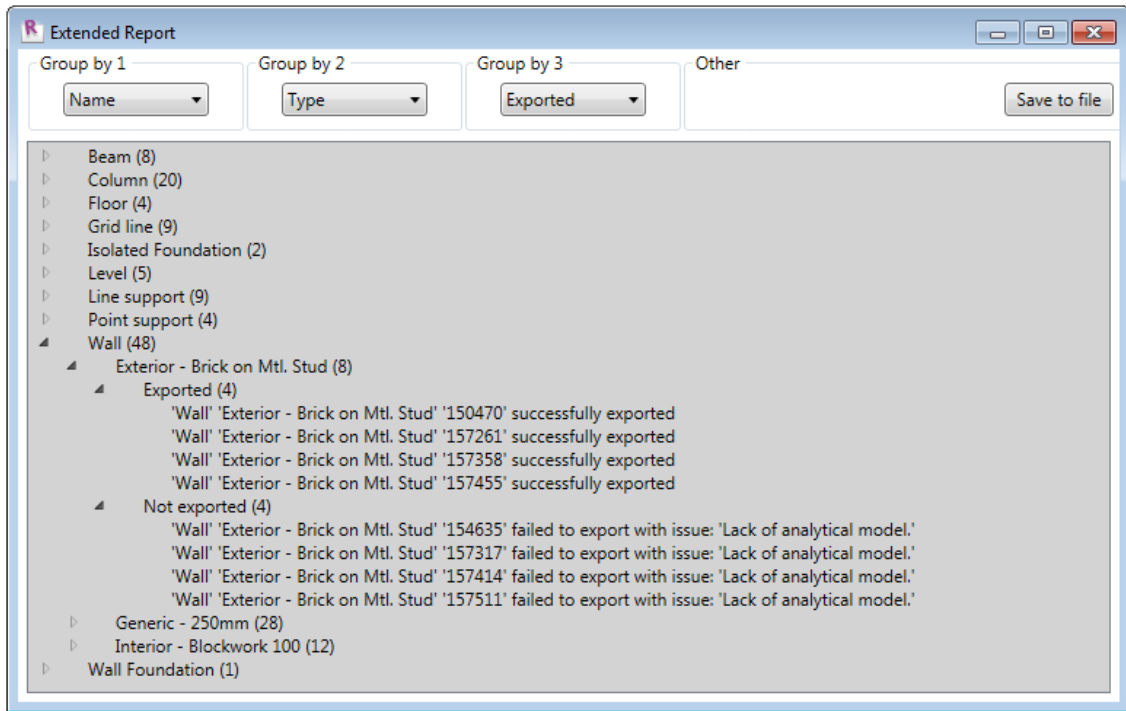 R Extended Report
Group by 1 Group by 2 Group by 3 Other
Name Type Exported Save to file
Beam (8)
Column (20)
Floor (4)
Grid line (9)
Isolated Foundation (2)
Level (5)
Line support (9)
Point support (4)
Wall (48)
Exterior - Brick on Mtl. Stud (8)
Exported (4)
'Wall' 'Exterior - Brick on Mtl. Stud' '150470' successfully exported
'Wall' 'Exterior - Brick on Mtl. Stud' '157261' successfully exported
'Wall' 'Exterior - Brick on Mtl. Stud' '157358' successfully exported
'Wall' 'Exterior - Brick on Mtl. Stud' '157455' successfully exported
Not exported (4)
'Wall' 'Exterior - Brick on Mtl. Stud' '154635' failed to export with issue: 'Lack of analytical model.'
'Wall' 'Exterior - Brick on Mtl. Stud' '157317' failed to export with issue: 'Lack of analytical model.'
'Wall' 'Exterior - Brick on Mtl. Stud' '157414' failed to export with issue: 'Lack of analytical model.'
'Wall' 'Exterior - Brick on Mtl. Stud' '157511' failed to export with issue: 'Lack of analytical model.'
Generic - 250mm (28)
Interior - Blockwork 100 (12)
Wall Foundation (1)